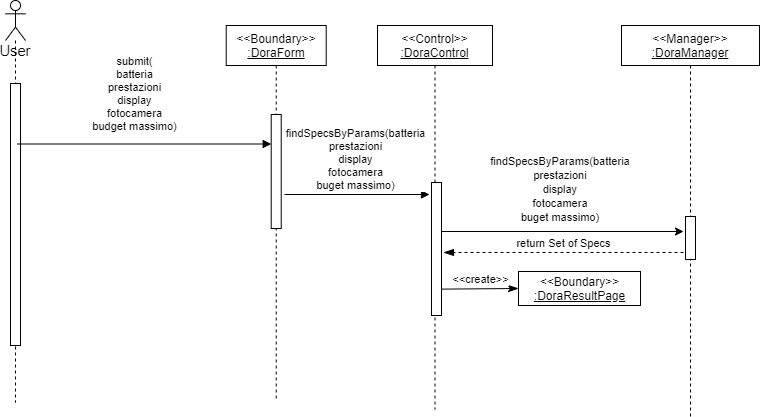 User
<<Boundary>>
:DoraForm
<<Control>>
:DoraControl
<<Manager>>
:DoraManager
submit(
batteria
prestazioni
display
fotocamera
budget massimo)
findSpecsByParams(batteria
prestazioni
display
fotocamera
buget massimo)
findSpecsByParams(batteria
prestazioni
display
fotocamera
buget massimo)
return Set of Specs
<<create>>
<<Boundary>>
:DoraResultPage